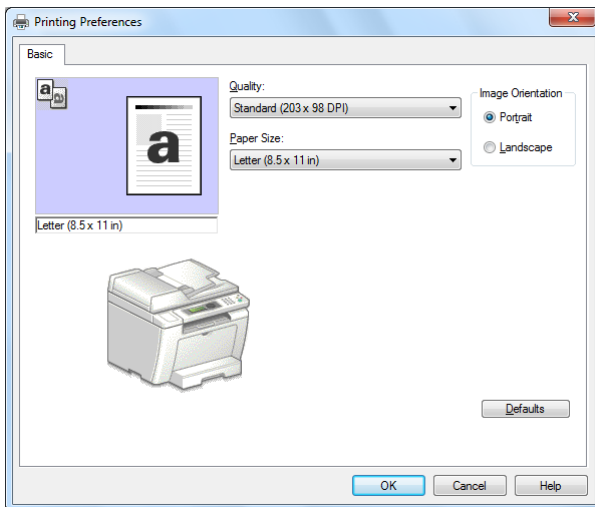 Printing Preferences
Basic
a
a
a
Letter (8.5 x 11 in)
Quality:
Standard (203 x 98 DPI)
Paper Size:
Letter (8.5 x 11 in)
Image Orientation
Portrait
Landscape
Defaults
OK
Cancel
Help